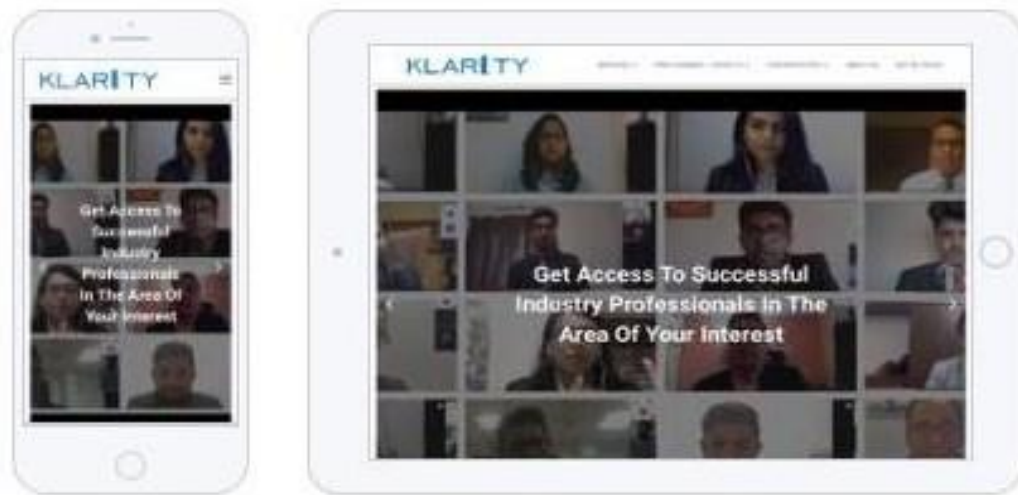 KLARITY
Get Access To
Successful
Industry
Professionals
In The Area Of
Your Interest
KLARITY
Get Access To Successful
Industry Professionals In The
Area Of Your Interest